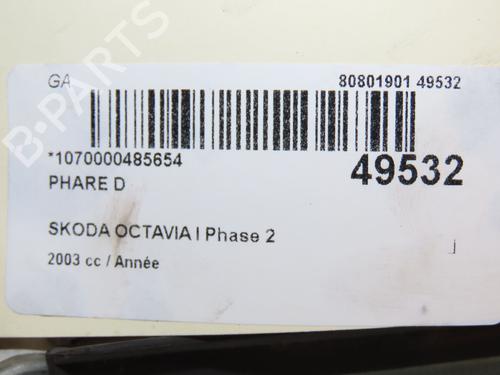 GA
80801901 49532
*1070000485654
49532
PHARE D
SKODA OCTAVIA I Phase 2
2003 cc / Année
B-PARTS